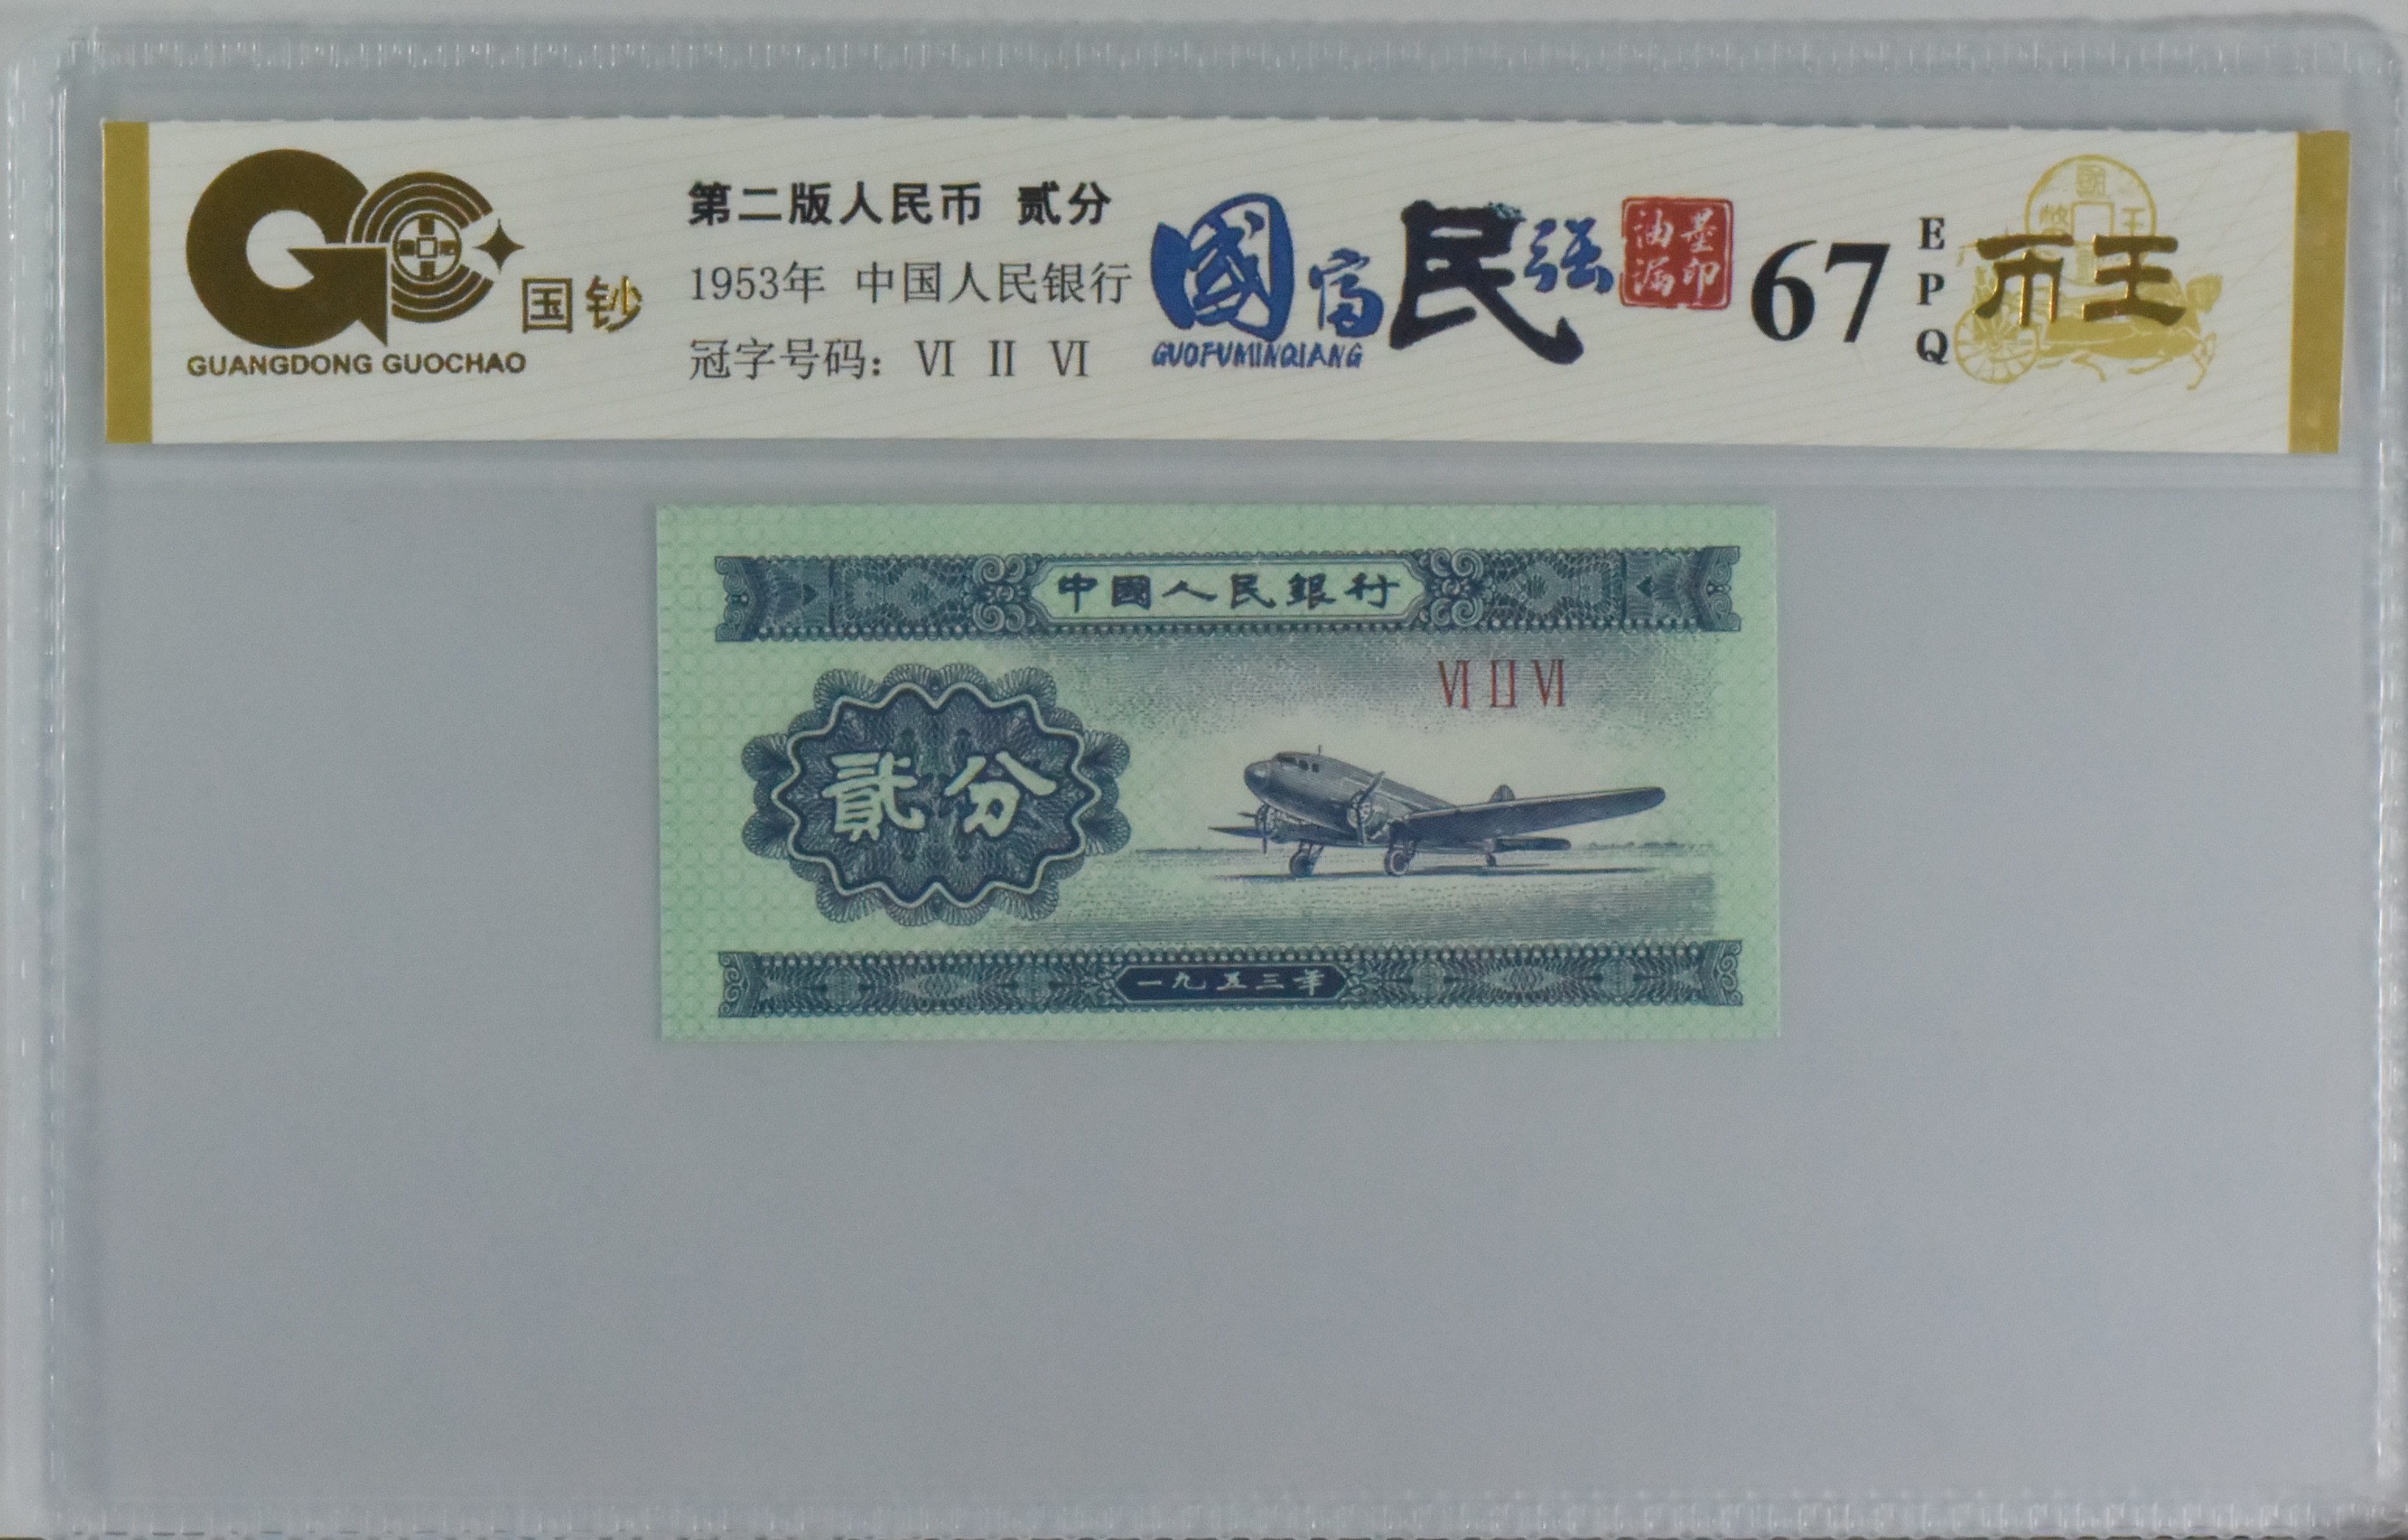 国钞
GUANGDONG GUOCHAO
第二版人民币 贰分
1953年 中国人民银行
冠字号码：Ⅵ Ⅱ Ⅵ
國富民强
GUOFUMINQIANG
油墨
漏印
67
EPQ
币王
中國人民銀行
Ⅵ Ⅱ Ⅵ
貳分
一九五三年